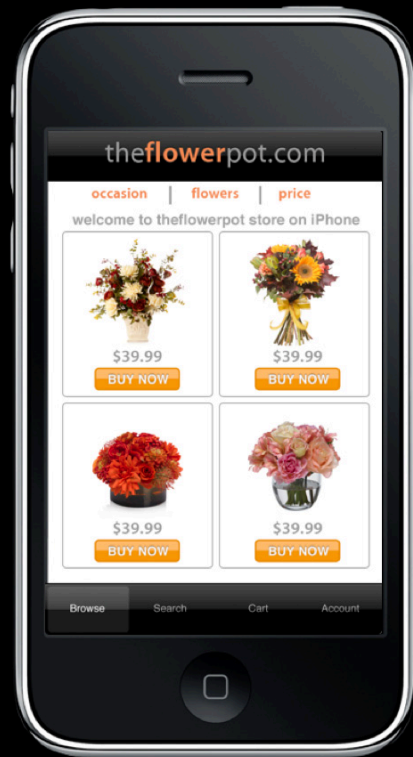 theflowerpot.com
occasion | flowers | price
welcome to theflowerpot store on iPhone
$39.99 $39.99
BUY NOW BUY NOW
$39.99 $39.99
BUY NOW BUY NOW
Browse Search Cart Account